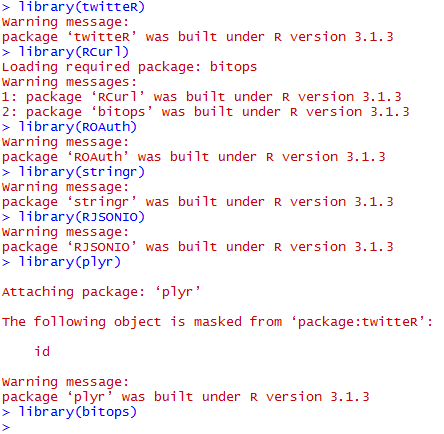 > library(twitteR)
Warning message:
package ‘twitteR’ was built under R version 3.1.3
> library(RCurl)
Loading required package: bitops
Warning messages:
1: package ‘RCurl’ was built under R version 3.1.3
2: package ‘bitops’ was built under R version 3.1.3
> library(ROAuth)
Warning message:
package ‘ROAuth’ was built under R version 3.1.3
> library(stringr)
Warning message:
package ‘stringr’ was built under R version 3.1.3
> library(RJSONIO)
Warning message:
package ‘RJSONIO’ was built under R version 3.1.3
> library(plyr)

Attaching package: ‘plyr’

The following object is masked from ‘package:twitteR’:

    id

Warning message:
package ‘plyr’ was built under R version 3.1.3
> library(bitops)
>